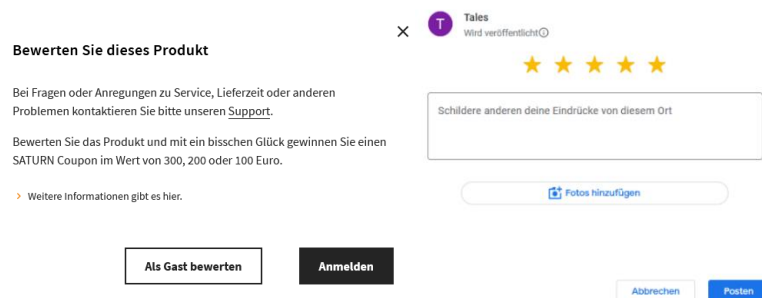 Bewerten Sie dieses Produkt
Bei Fragen oder Anregungen zu Service, Lieferzeit oder anderen
Problemen kontaktieren Sie bitte unseren Support.
Bewerten Sie das Produkt und mit ein bisschen Glück gewinnen Sie einen
SATURN Coupon im Wert von 300, 200 oder 100 Euro.
Weitere Informationen gibt es hier.
Als Gast bewerten
Anmelden
T
Tales
Wird veröffentlicht
Schildere anderen deine Eindrücke von diesem Ort
Fotos hinzufügen
Abbrechen
Posten